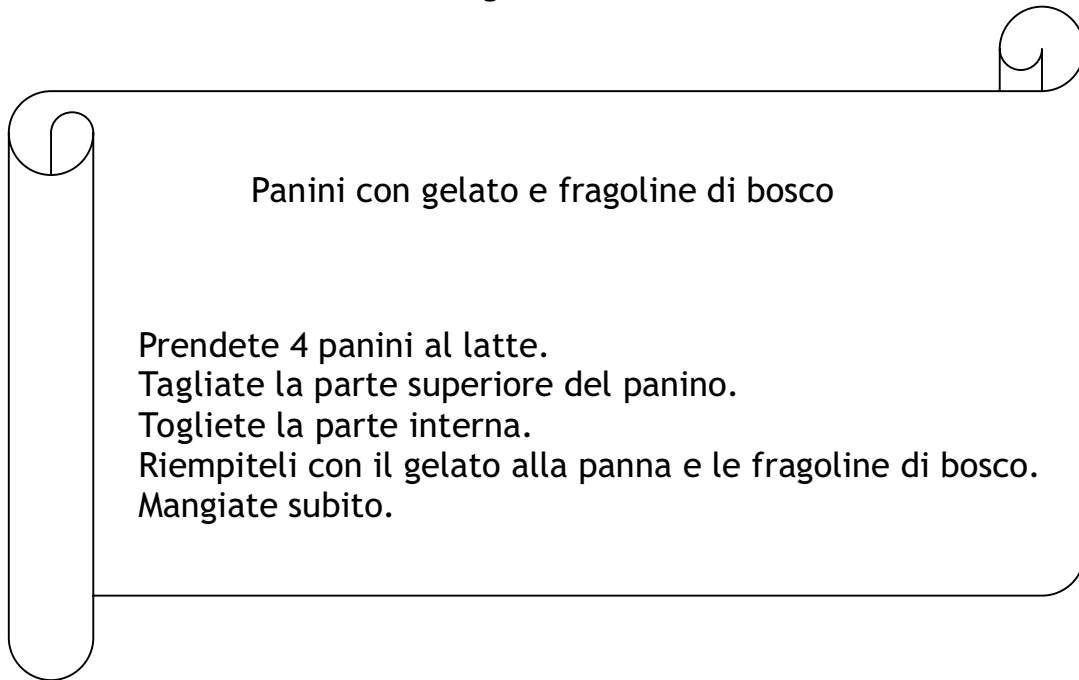 Panini con gelato e fragoline di bosco
Prendete 4 panini al latte.
Tagliate la parte superiore del panino.
Togliete la parte interna.
Riempiteli con il gelato alla panna e le fragoline di bosco.
Mangiate subito.